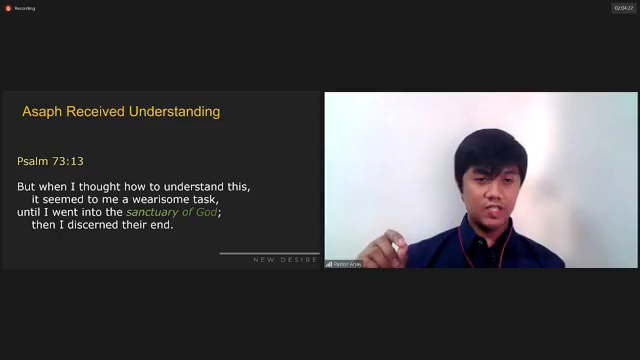 Recording
02:04:22
Asaph Received Understanding
Psalm 73:13
But when I thought how to understand this,
it seemed to me a wearisome task,
until I went into the sanctuary of God;
then I discerned their end.
NEW DESIRE
Pastor Arjay